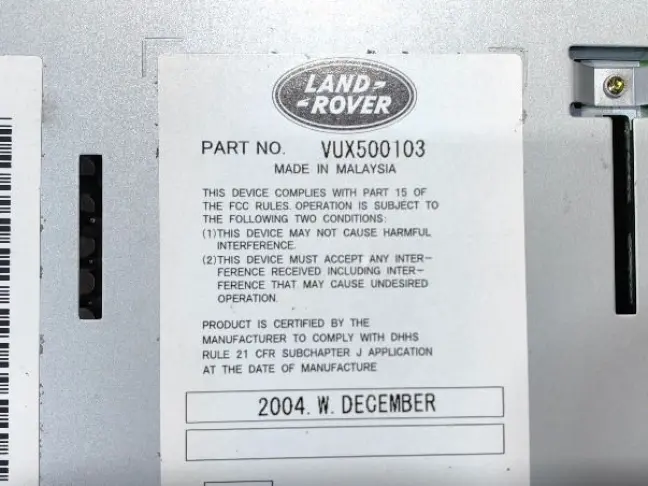 LAND-
-ROVER
PART NO. VUX500103
MADE IN MALAYSIA
THIS DEVICE COMPLIES WITH PART 15 OF
THE FCC RULES. OPERATION IS SUBJECT TO
THE FOLLOWING TWO CONDITIONS:
(1)THIS DEVICE MAY NOT CAUSE HARMFUL
INTERFERENCE.
(2)THIS DEVICE MUST ACCEPT ANY INTER-
FERENCE RECEIVED INCLUDING INTER-
FERENCE THAT MAY CAUSE UNDESIRED
OPERATION.
PRODUCT IS CERTIFIED BY THE
MANUFACTURER TO COMPLY WITH DHHS
RULE 21 CFR SUBCHAPTER J APPLICATION
AT THE DATE OF MANUFACTURE
2004. W. DECEMBER